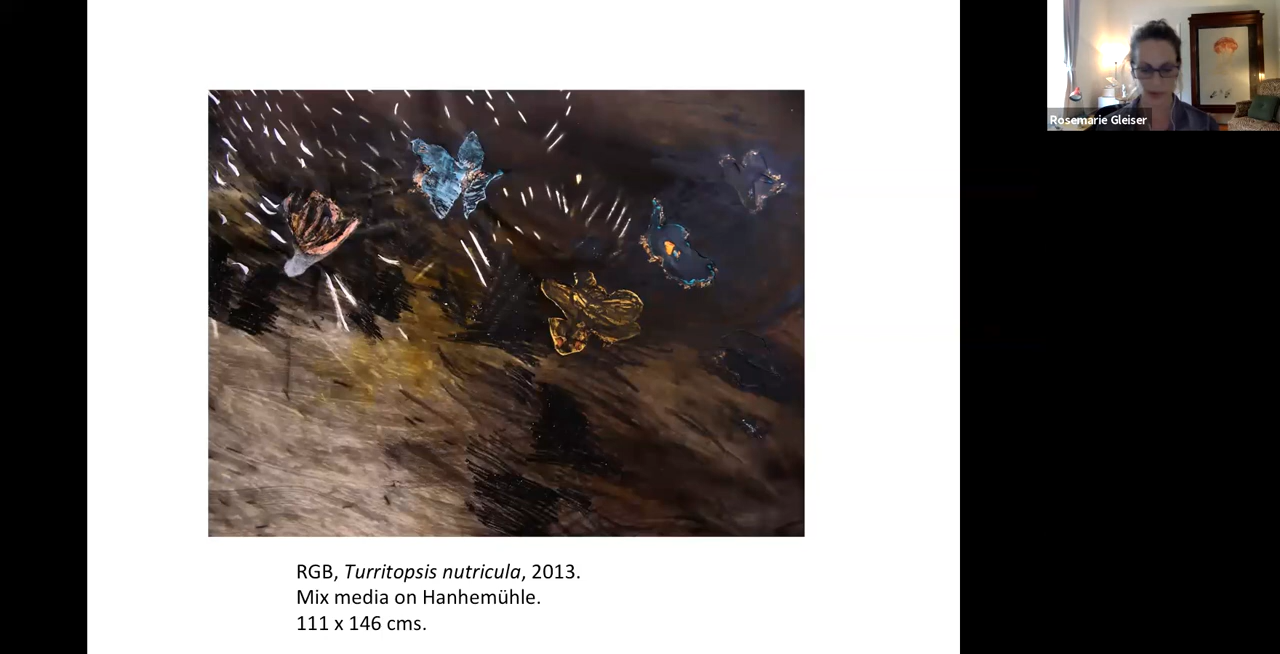 Rosemarie Gleiser
RGB, Turritopsis nutricula, 2013.
Mix media on Hanhemühle.
111 x 146 cms.